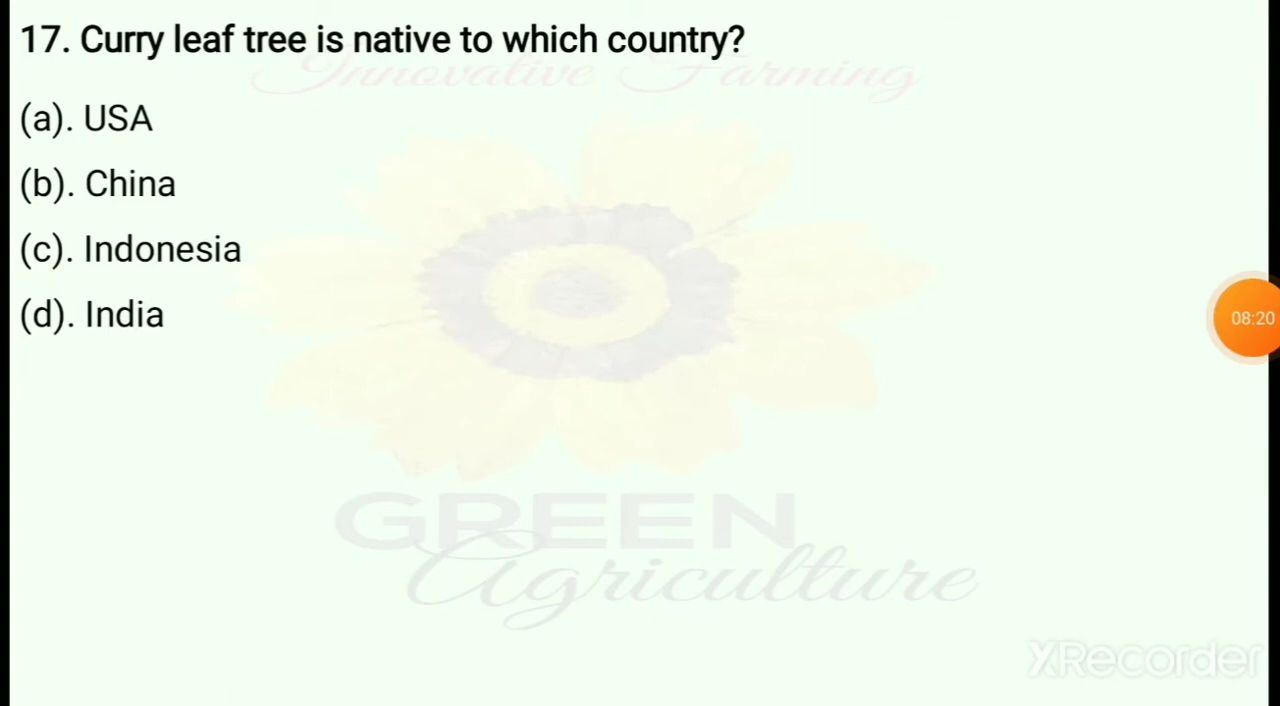 17. Curry leaf tree is native to which country?
Innovative Farming
(a). USA
(b). China
(c). Indonesia
(d). India
08:20
GREEN
Agriculture
XRecorder